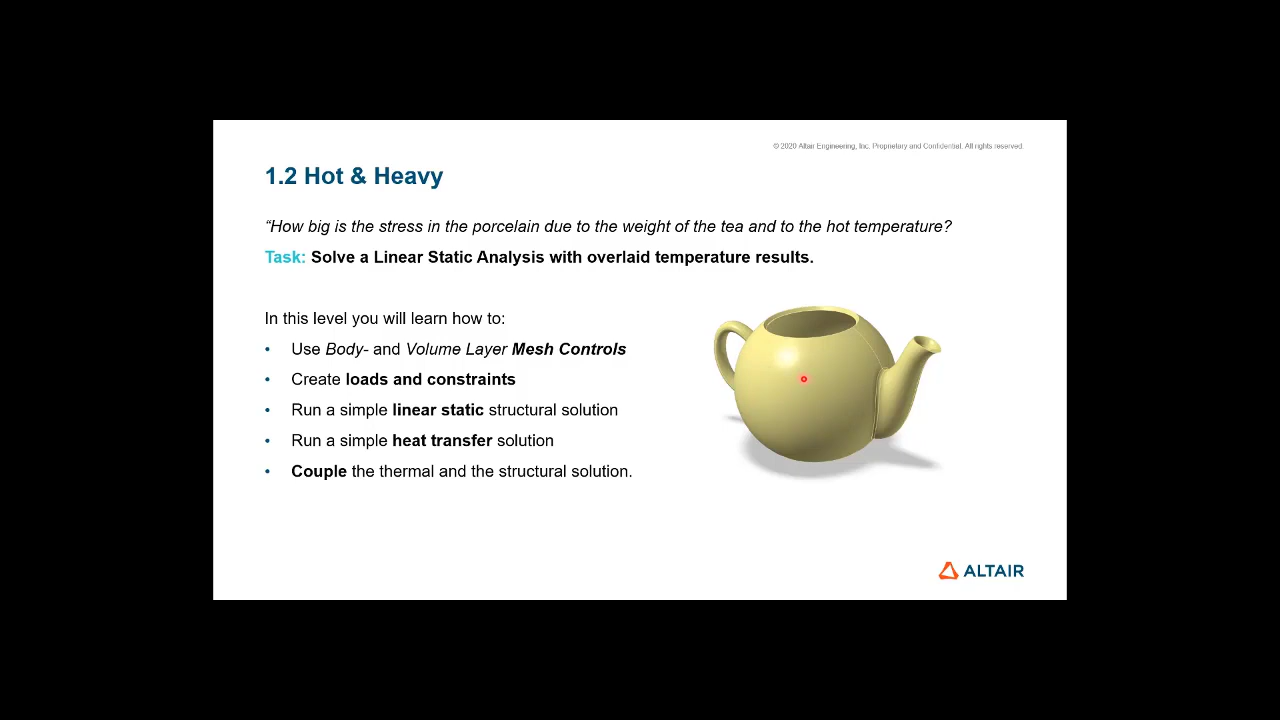 © 2020 Altair Engineering, Inc. Proprietary and Confidential. All rights reserved.
1.2 Hot & Heavy
“How big is the stress in the porcelain due to the weight of the tea and to the hot temperature?
Task: Solve a Linear Static Analysis with overlaid temperature results.
In this level you will learn how to:
• Use Body- and Volume Layer Mesh Controls
• Create loads and constraints
• Run a simple linear static structural solution
• Run a simple heat transfer solution
• Couple the thermal and the structural solution.
ALTAIR